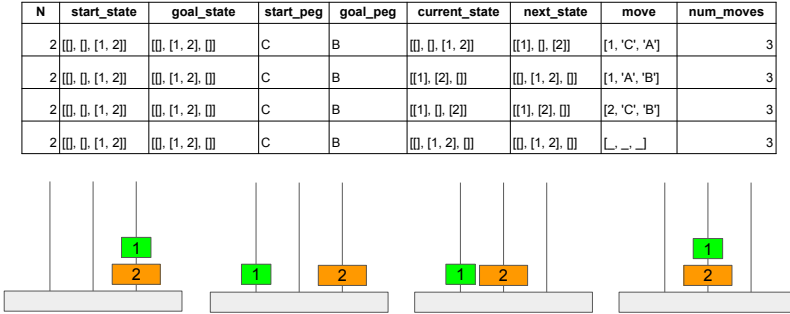 N start_state goal_state start_peg goal_peg current_state next_state move num_moves
2 [[], [], [1, 2]] [[], [1, 2], []] C B [[], [], [1, 2]] [[1], [], [2]] [1, 'C', 'A'] 3
2 [[], [], [1, 2]] [[], [1, 2], []] C B [[1], [2], []] [[], [1, 2], []] [1, 'A', 'B'] 3
2 [[], [], [1, 2]] [[], [1, 2], []] C B [[1], [], [2]] [[1], [2], []] [2, 'C', 'B'] 3
2 [[], [], [1, 2]] [[], [1, 2], []] C B [[], [1, 2], []] [[], [1, 2], []] [_, _, _] 3
1
2
1 2
1 2
1
2